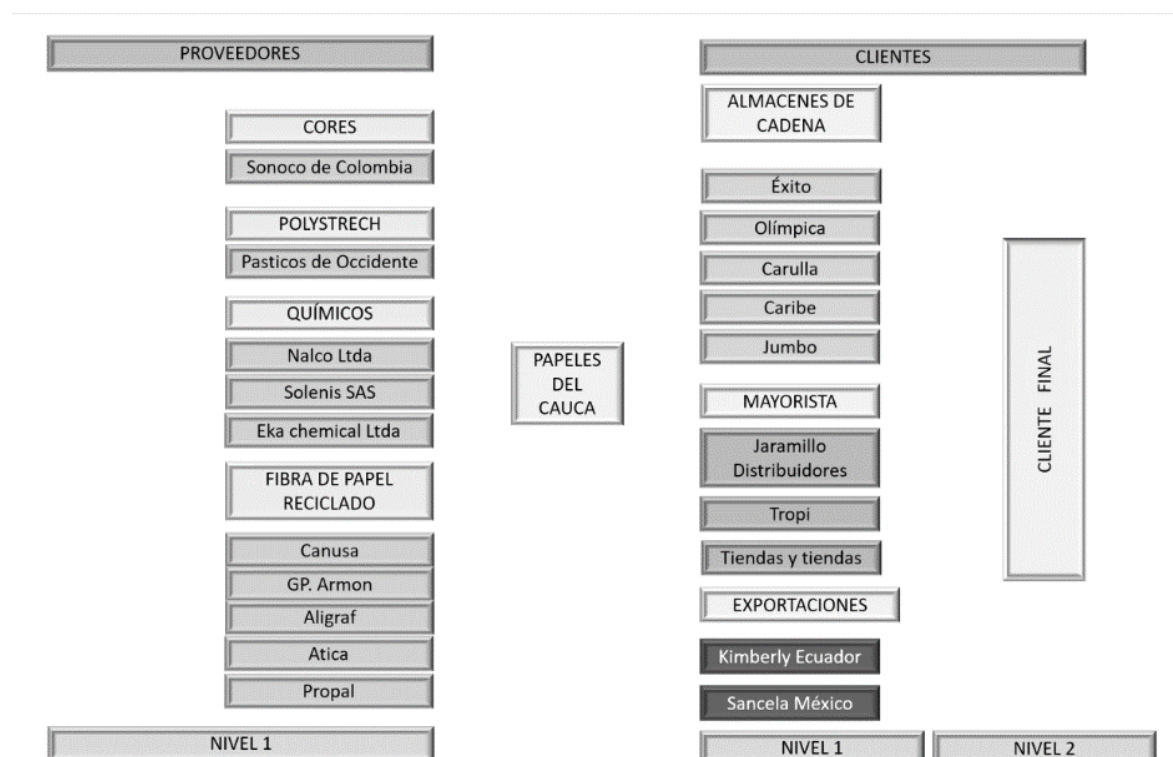 PROVEEDORES
CORES
Sonoco de Colombia
POLYSTRECH
Pasticos de Occidente
QUÍMICOS
Nalco Ltda
Solenis SAS
Eka chemical Ltda
FIBRA DE PAPEL
RECICLADO
Canusa
GP. Armon
Aligraf
Atica
Propal
NIVEL 1
PAPELES
DEL
CAUCA
CLIENTES
ALMACENES DE
CADENA
Éxito
Olímpica
Carulla
Caribe
Jumbo
MAYORISTA
Jaramillo
Distribuidores
Tropi
Tiendas y tiendas
EXPORTACIONES
Kimberly Ecuador
Sancela México
NIVEL 1
CLIENTE FINAL
NIVEL 2